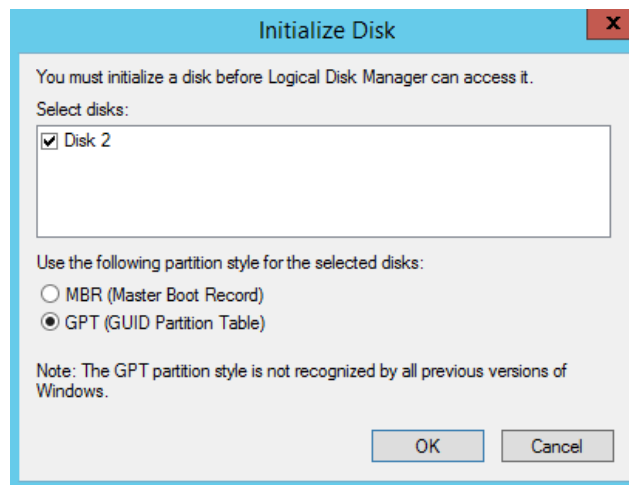 Initialize Disk
x
You must initialize a disk before Logical Disk Manager can access it.
Select disks:
Disk 2
Use the following partition style for the selected disks:
MBR (Master Boot Record)
GPT (GUID Partition Table)
Note: The GPT partition style is not recognized by all previous versions of
Windows.
OK Cancel